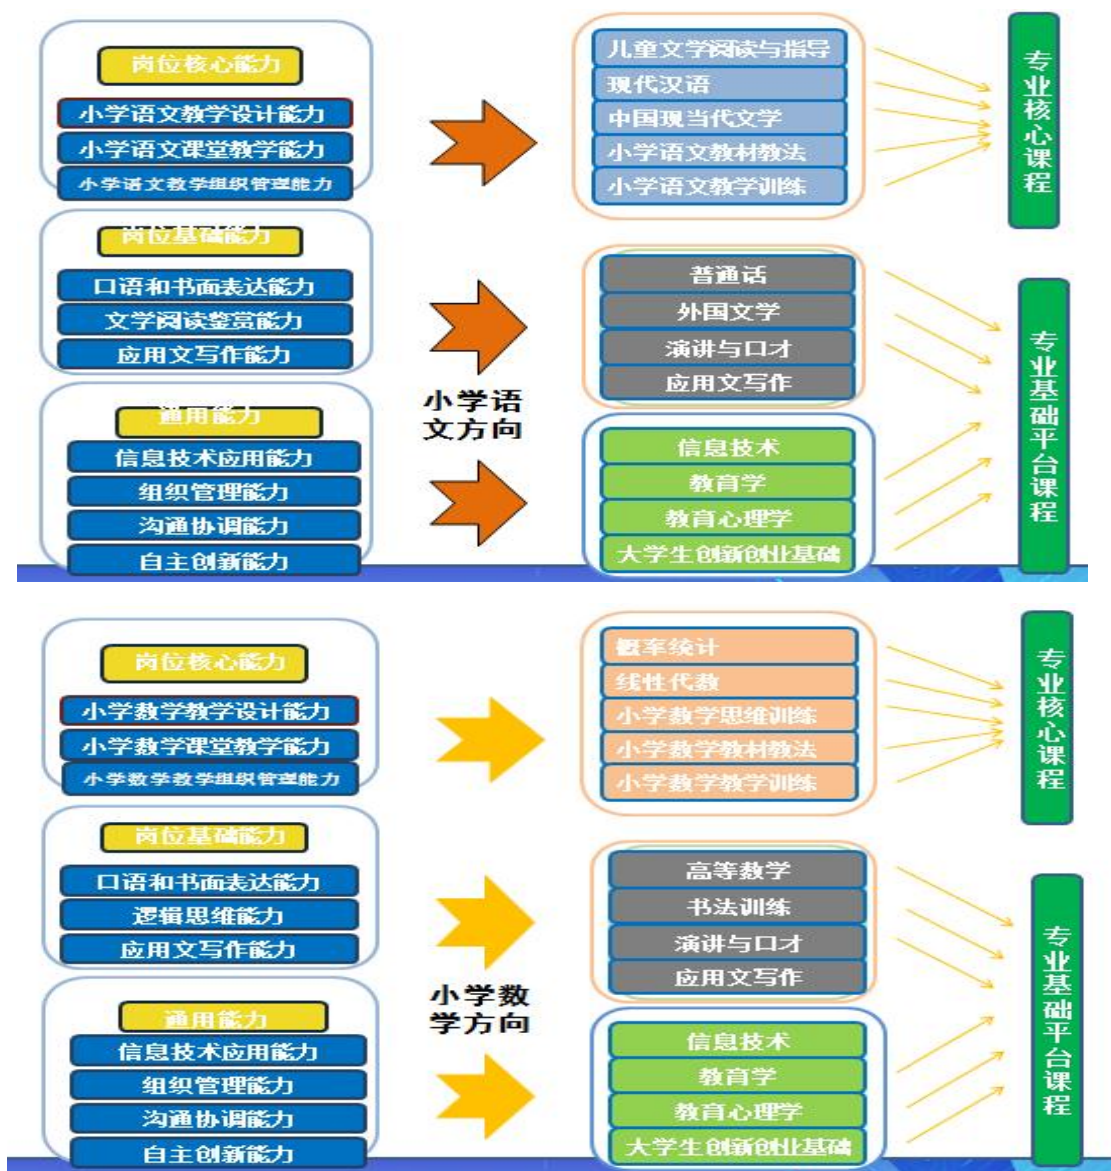 岗位核心能力
小学语文教学设计能力
小学语文课堂教学能力
小学语文教学组织管理能力
岗位基础能力
口语和书面表达能力
文学阅读鉴赏能力
应用文写作能力
通用能力
信息技术应用能力
组织管理能力
沟通协调能力
自主创新能力
小学语
文方向
儿童文学阅读与指导
现代汉语
中国现当代文学
小学语文教材教法
小学语文教学训练
普通话
外国文学
演讲与口才
应用文写作
信息技术
教育学
教育心理学
大学生创新创业基础
专业核心课程
专业基础平台课程
岗位核心能力
小学数学教学设计能力
小学数学课堂教学能力
小学数学教学组织管理能力
岗位基础能力
口语和书面表达能力
逻辑思维能力
应用文写作能力
通用能力
信息技术应用能力
组织管理能力
沟通协调能力
自主创新能力
小学数
学方向
概率统计
线性代数
小学数学思维训练
小学数学教材教法
小学数学教学训练
高等数学
书法训练
演讲与口才
应用文写作
信息技术
教育学
教育心理学
大学生创新创业基础
专业核心课程
专业基础平台课程